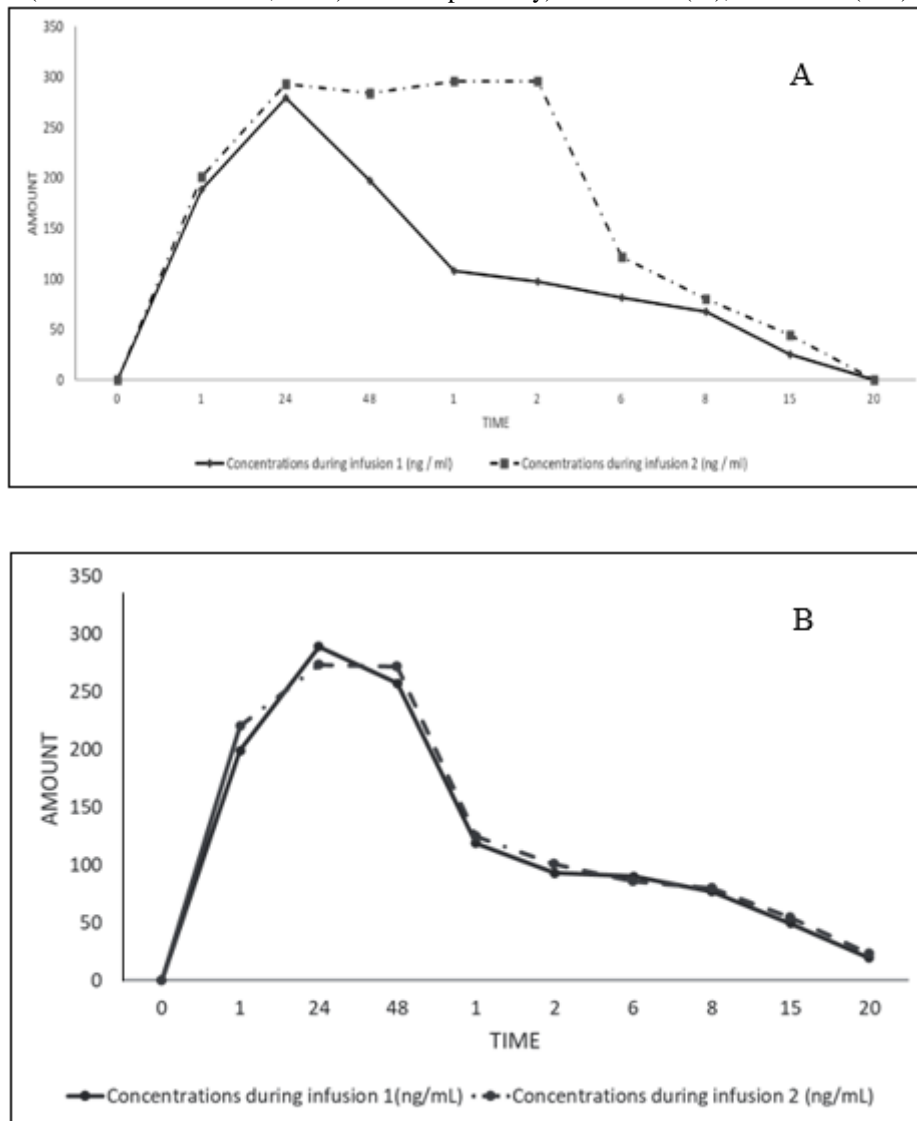 A
350
300
250
200
150
100
50
0
AMOUNT
0 1 24 48 1 2 6 8 15 20
TIME
Concentrations during infusion 1 (ng / ml) Concentrations during infusion 2 (ng / ml)
B
350
300
250
200
150
100
50
0
AMOUNT
0 1 24 48 1 2 6 8 15 20
TIME
Concentrations during infusion 1(ng/mL) Concentrations during infusion 2 (ng/mL)